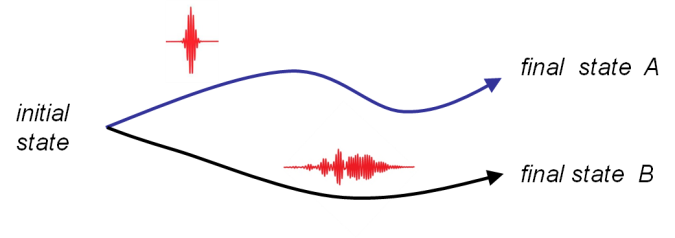 initial
state
final state A
final state B